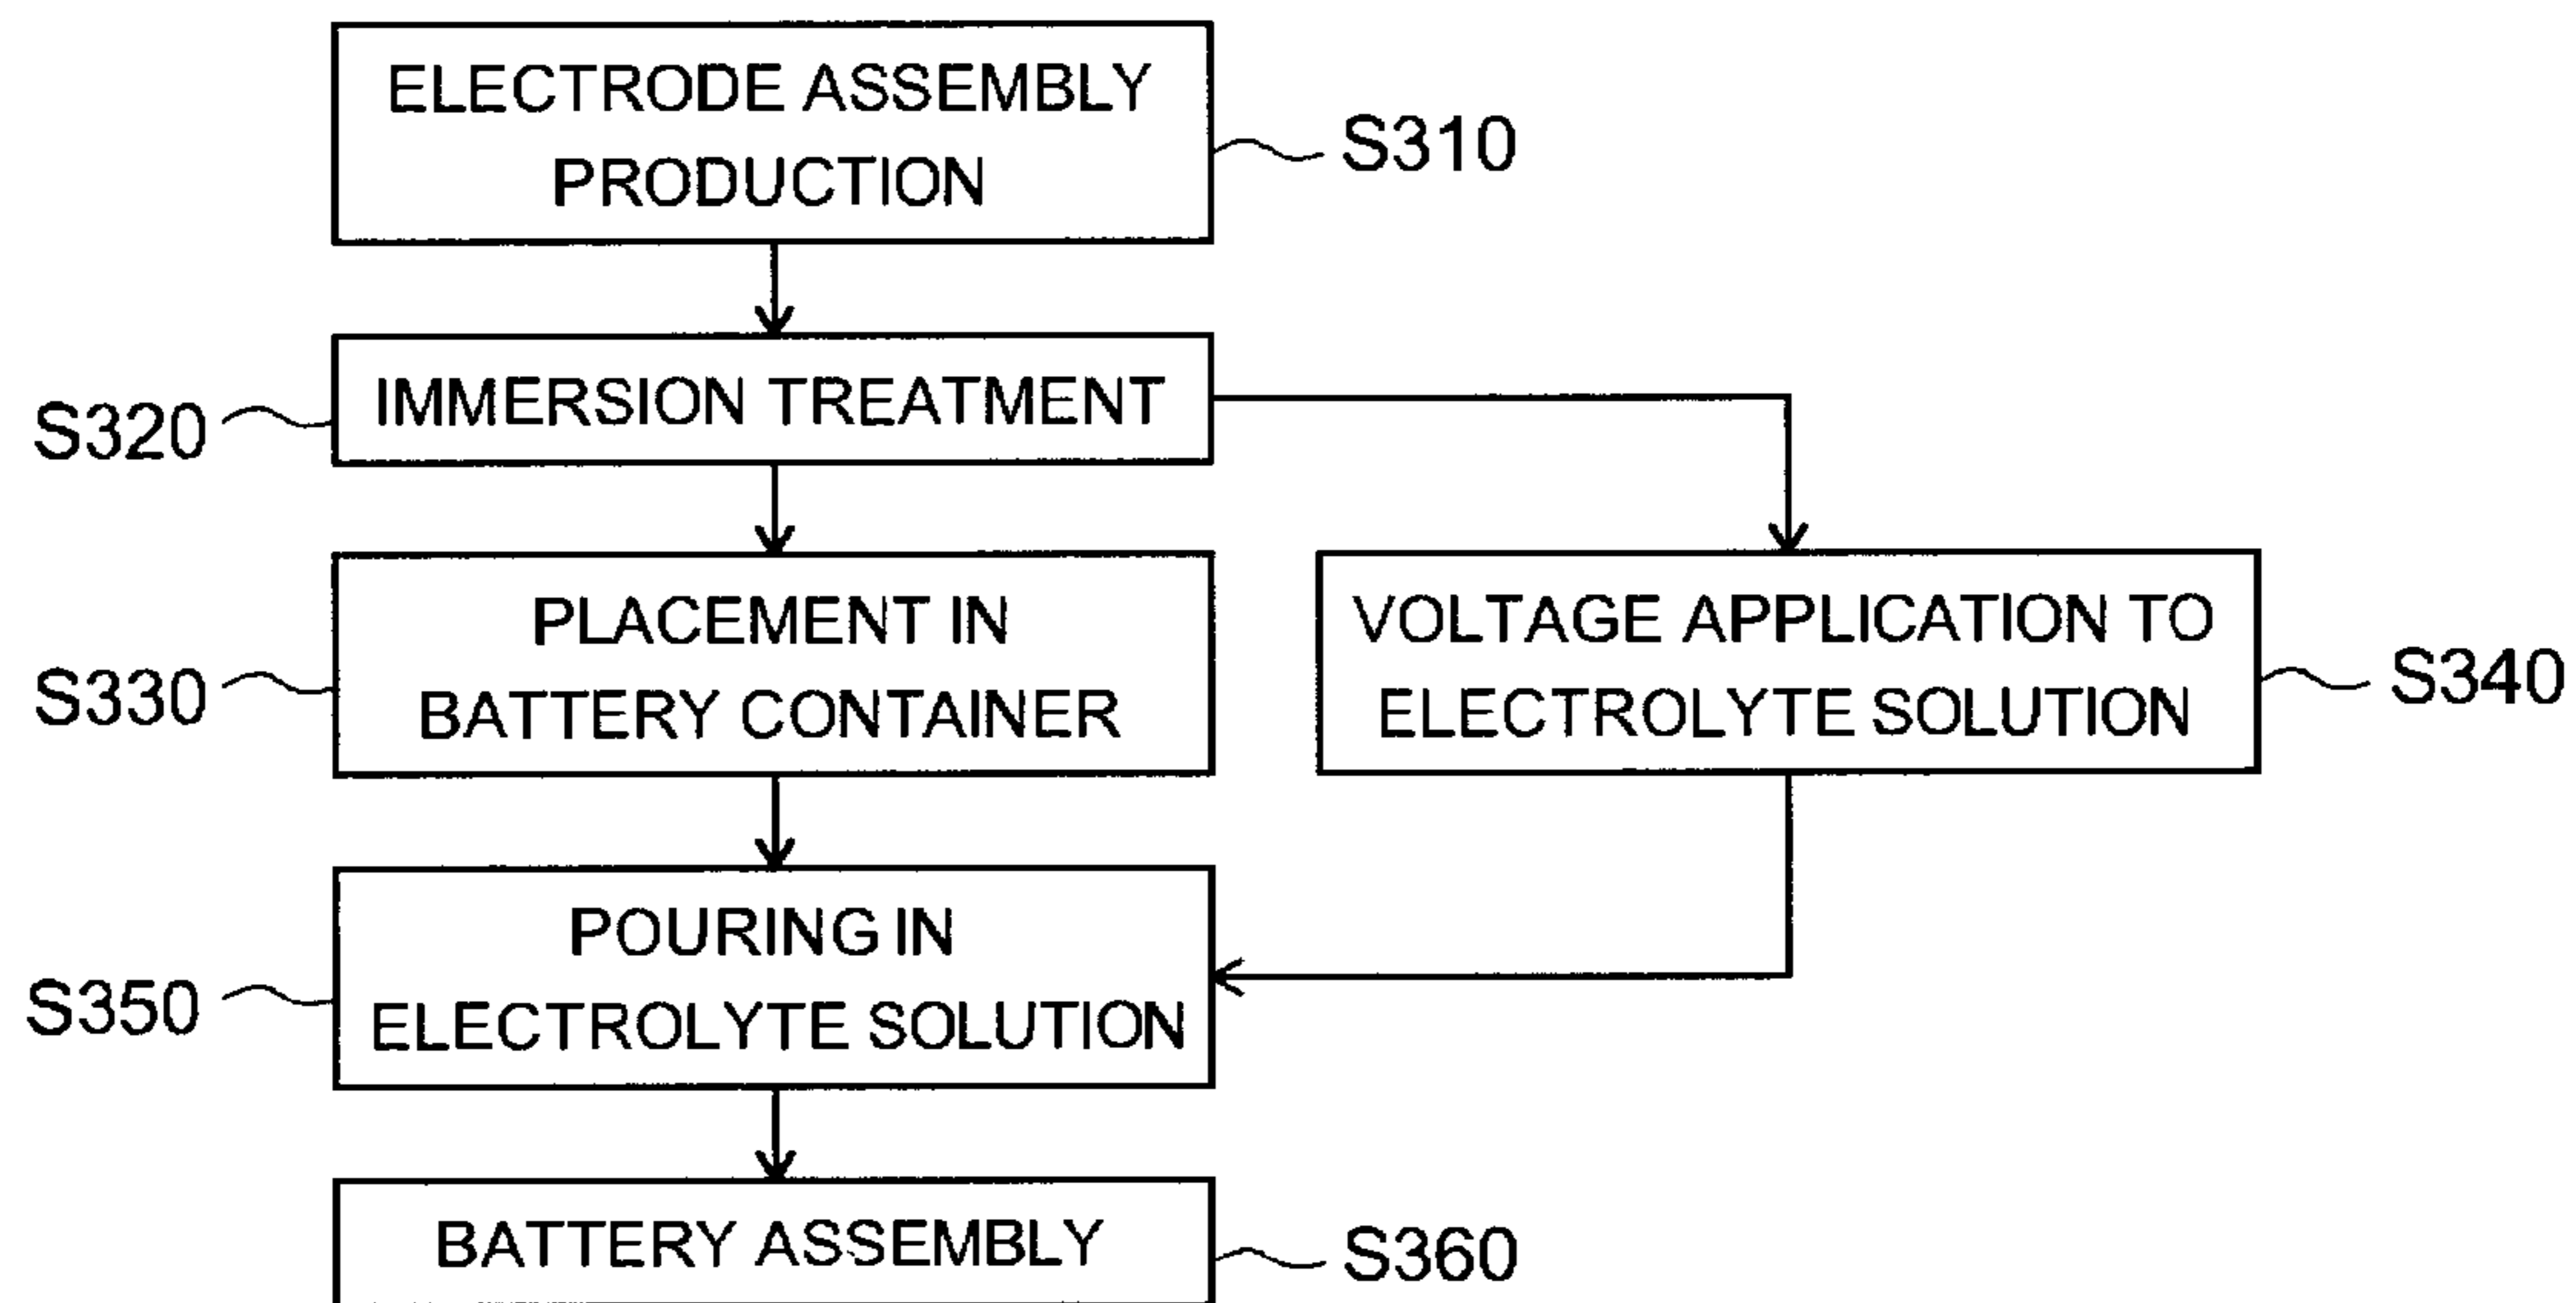 ELECTRODE ASSEMBLY
PRODUCTION
S310
IMMERSION TREATMENT
S320
PLACEMENT IN
BATTERY CONTAINER
S330
VOLTAGE APPLICATION TO
ELECTROLYTE SOLUTION
S340
POURING IN
ELECTROLYTE SOLUTION
S350
BATTERY ASSEMBLY
S360